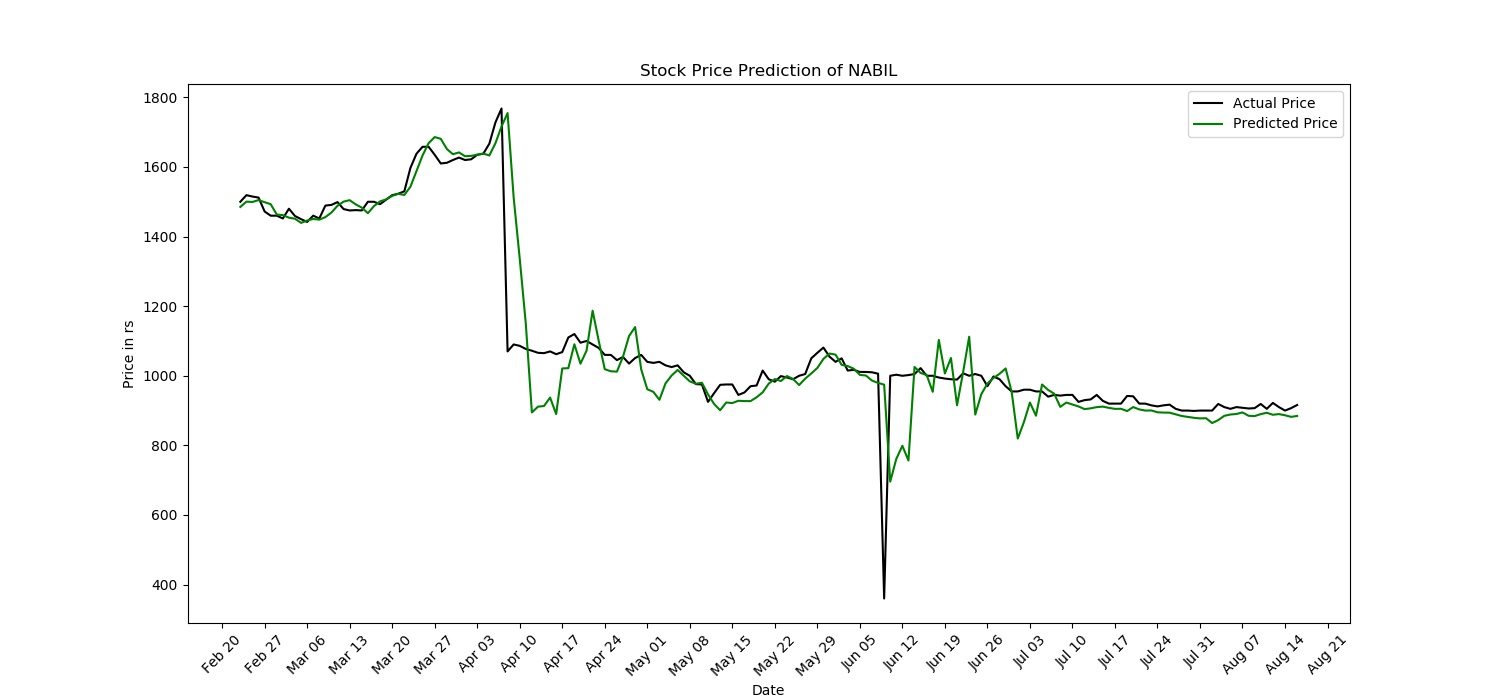 Stock Price Prediction of NABIL
Actual Price
Predicted Price
Price in rs
1800
1600
1400
1200
1000
800
600
400
Feb 20
Feb 27
Mar 06
Mar 13
Mar 20
Mar 27
Apr 03
Apr 10
Apr 17
Apr 24
May 01
May 08
May 15
May 22
May 29
Jun 05
Jun 12
Jun 19
Jun 26
Jul 03
Jul 10
Jul 17
Jul 24
Jul 31
Aug 07
Aug 14
Aug 21
Date